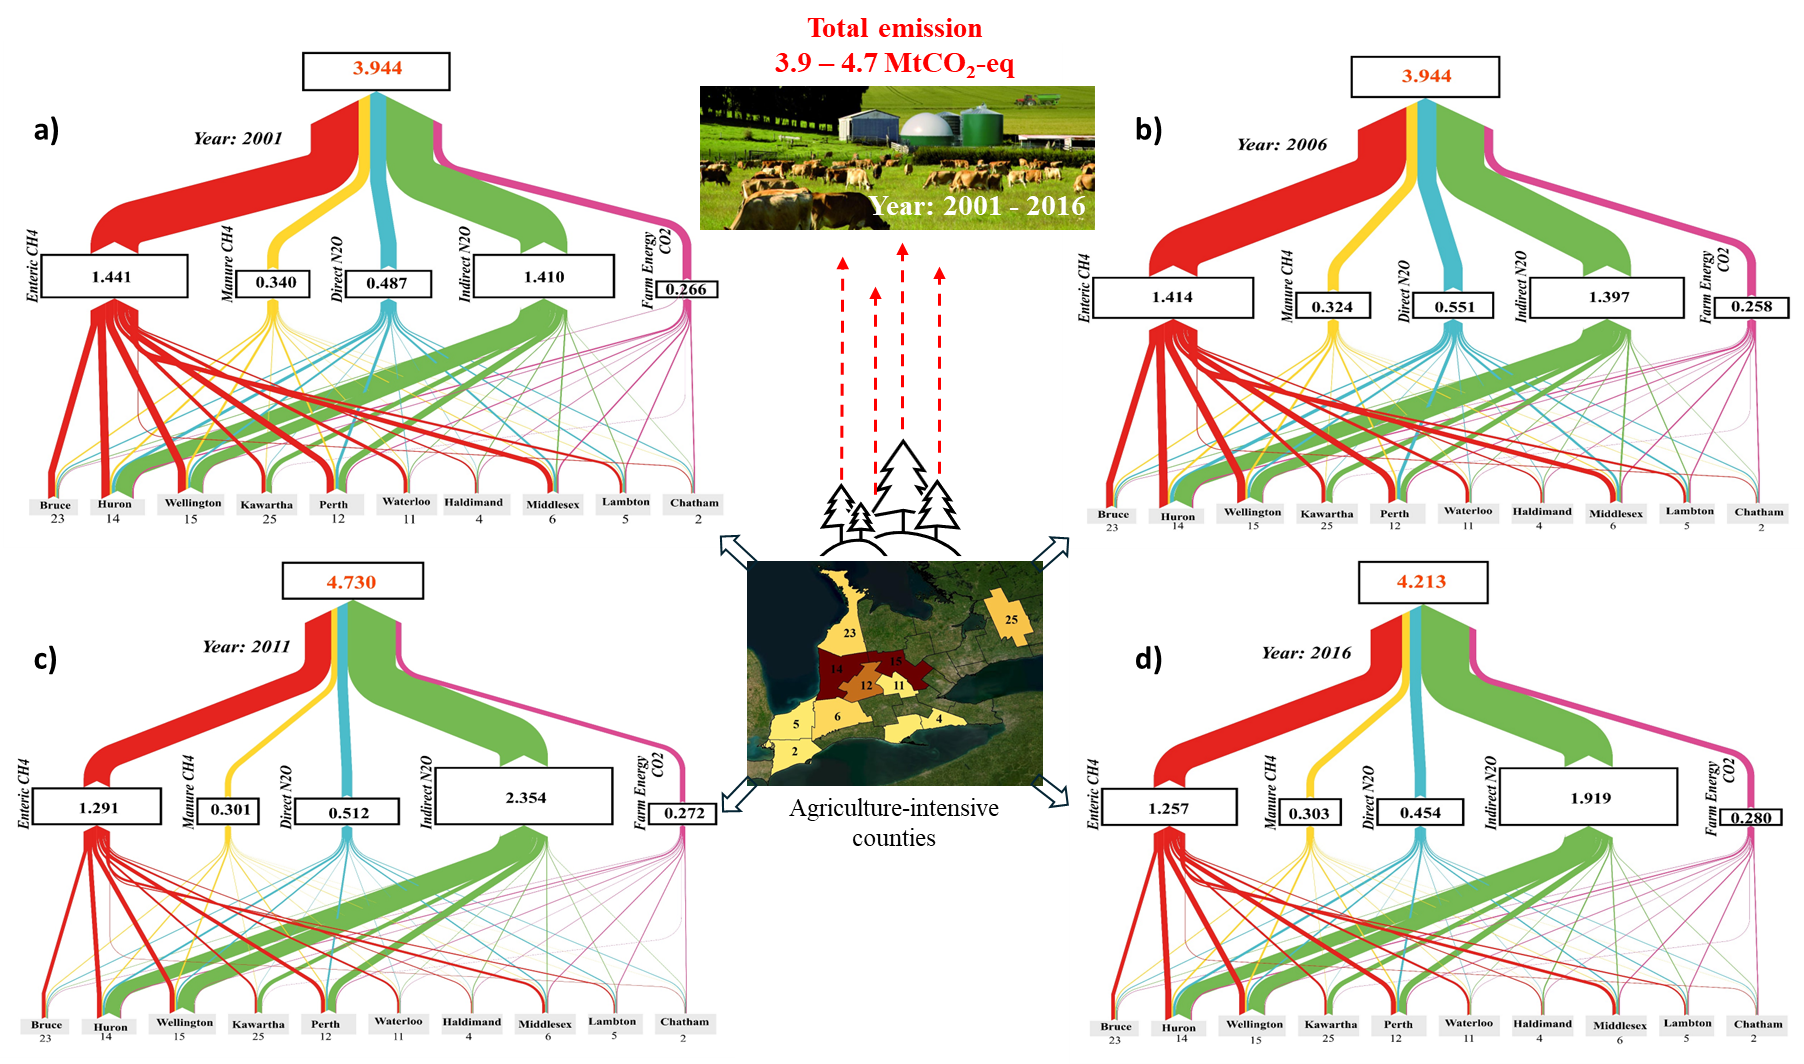 Total emission
3.9 – 4.7 MtCO2-eq
Year: 2001 - 2016
a)
3.944
Year: 2001
Enteric CH4
1.441
Manure CH4
0.340
Direct N2O
0.487
Indirect N2O
1.410
Farm Energy
CO2
0.266
Bruce
23
Huron
14
Wellington
15
Kawartha
25
Perth
12
Waterloo
11
Haldimand
4
Middlesex
6
Lambton
5
Chatham
2
b)
3.944
Year: 2006
Enteric CH4
1.414
Manure CH4
0.324
Direct N2O
0.551
Indirect N2O
1.397
Farm Energy
CO2
0.258
Bruce
23
Huron
14
Wellington
15
Kawartha
25
Perth
12
Waterloo
11
Haldimand
4
Middlesex
6
Lambton
5
Chatham
2
c)
4.730
Year: 2011
Enteric CH4
1.291
Manure CH4
0.301
Direct N2O
0.512
Indirect N2O
2.354
Farm Energy
CO2
0.272
Bruce
23
Huron
14
Wellington
15
Kawartha
25
Perth
12
Waterloo
11
Haldimand
4
Middlesex
6
Lambton
5
Chatham
2
23
25
14
15
12
11
5
6
4
2
Agriculture-intensive
counties
d)
4.213
Year: 2016
Enteric CH4
1.257
Manure CH4
0.303
Direct N2O
0.454
Indirect N2O
1.919
Farm Energy
CO2
0.280
Bruce
23
Huron
14
Wellington
15
Kawartha
25
Perth
12
Waterloo
11
Haldimand
4
Middlesex
6
Lambton
5
Chatham
2